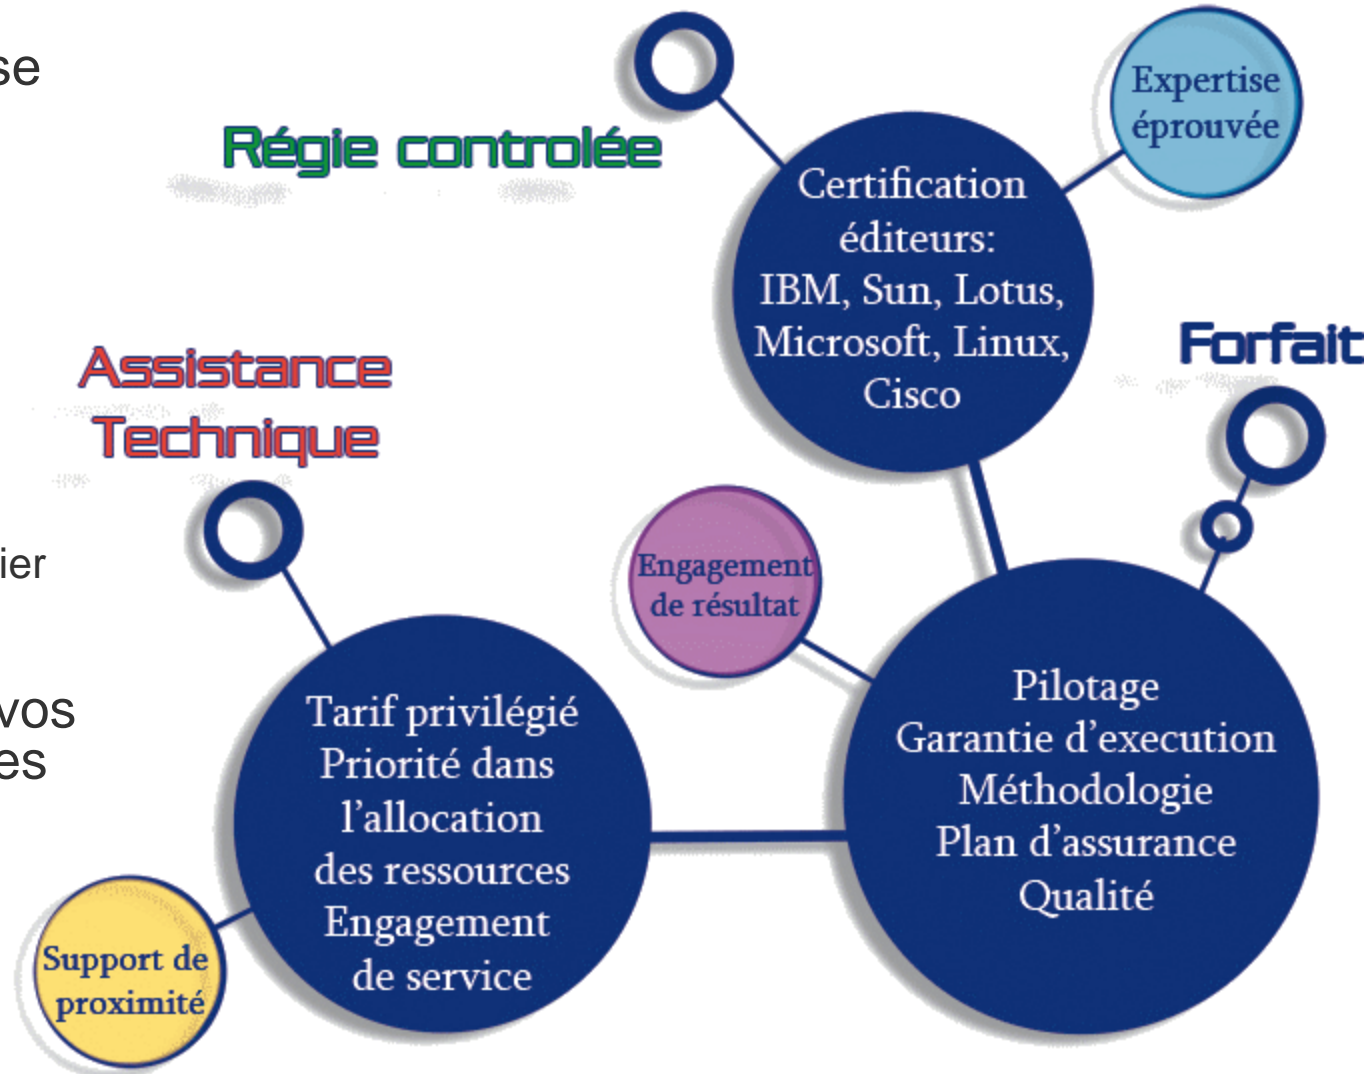 se
Régie controlée
Expertise
éprouvée
Certification
éditeurs:
IBM, Sun, Lotus,
Microsoft, Linux,
Cisco
Forfait
Assistance
Technique
ier
Engagement
de résultat
vos
es
Tarif privilégié
Priorité dans
l'allocation
des ressources
Engagement
de service
Pilotage
Garantie d'execution
Méthodologie
Plan d'assurance
Qualité
Support de
proximité